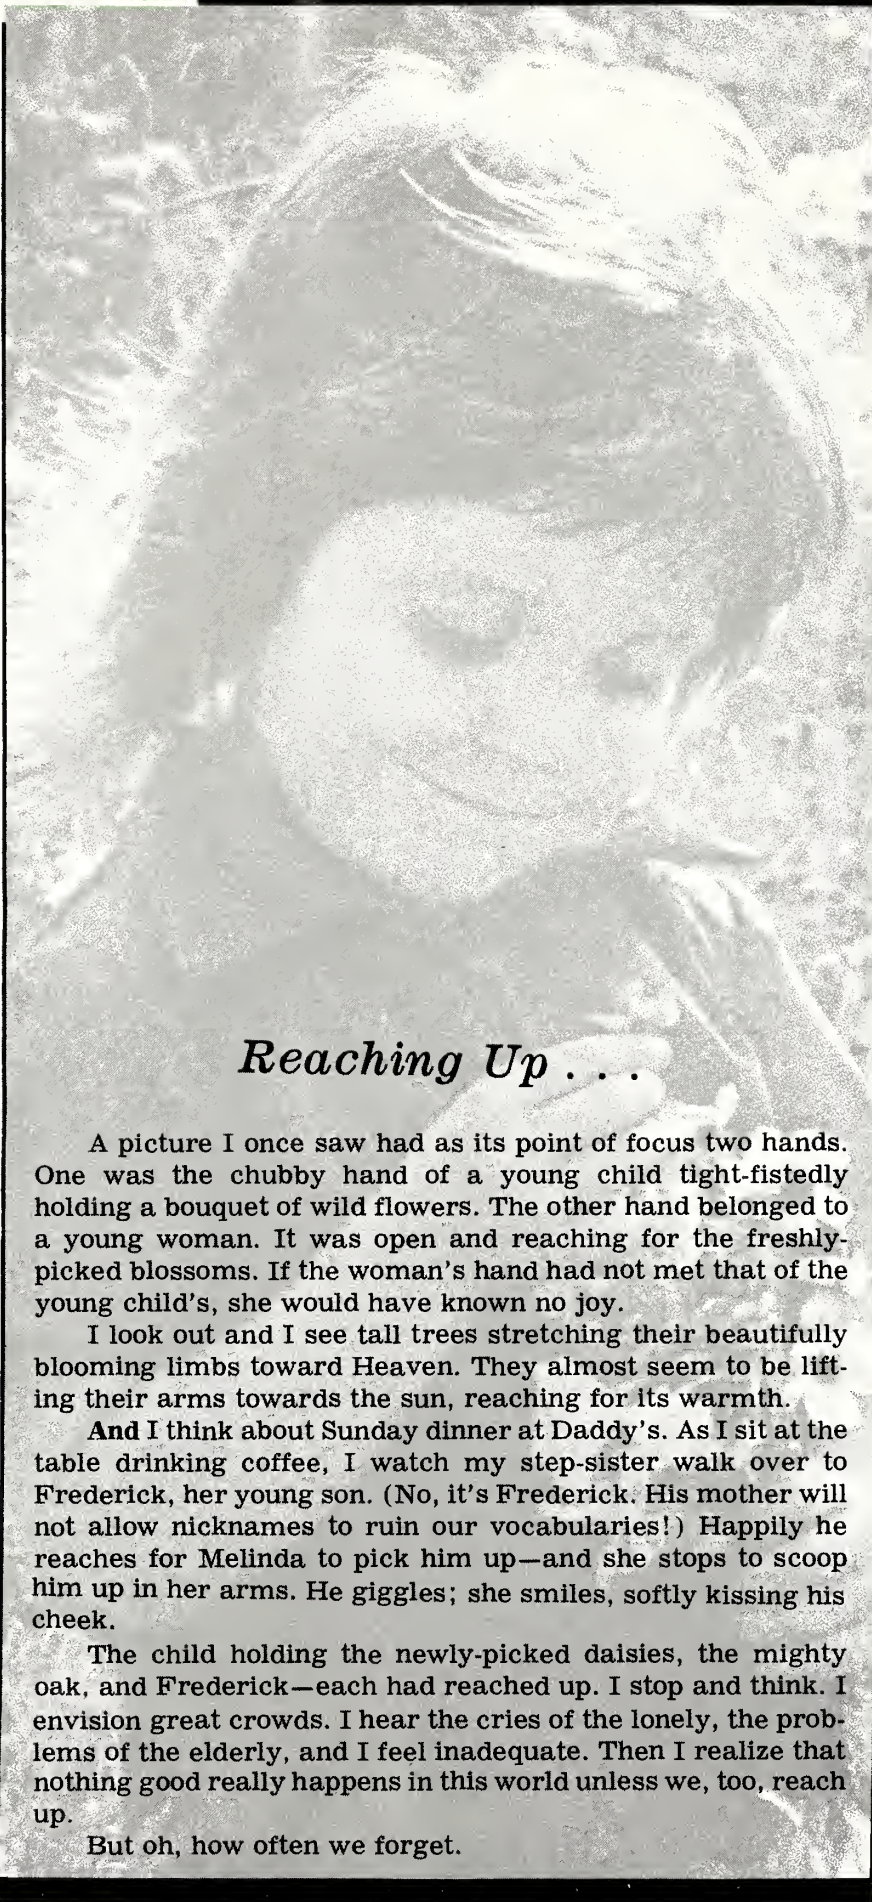 Reaching Up . . .
A picture I once saw had as its point of focus two hands.
One was the chubby hand of a young child tight-fistedly
holding a bouquet of wild flowers. The other hand belonged to
a young woman. It was open and reaching for the freshly-
picked blossoms. If the woman's hand had not met that of the
young child's, she would have known no joy.
I look out and I see tall trees stretching their beautifully
blooming limbs toward Heaven. They almost seem to be lift-
ing their arms towards the sun, reaching for its warmth.
And I think about Sunday dinner at Daddy's. As I sit at the
table drinking coffee, I watch my step-sister walk over to
Frederick, her young son. (No, it's Frederick. His mother will
not allow nicknames to ruin our vocabularies!) Happily he
reaches for Melinda to pick him up—and she stops to scoop
him up in her arms. He giggles; she smiles, softly kissing his
cheek.
The child holding the newly-picked daisies, the mighty
oak, and Frederick—each had reached up. I stop and think. I
envision great crowds. I hear the cries of the lonely, the prob-
lems of the elderly, and I feel inadequate. Then I realize that
nothing good really happens in this world unless we, too, reach
up.
But oh, how often we forget.